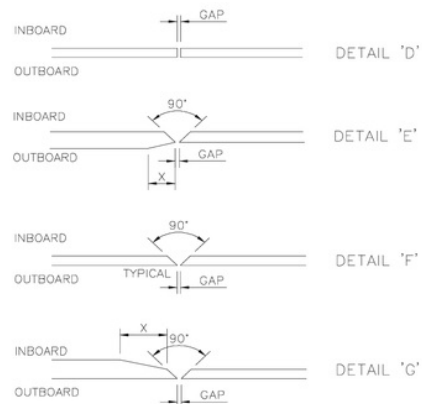 GAP
INBOARD
OUTBOARD
DETAIL 'D'
90°
INBOARD
OUTBOARD
X
GAP
DETAIL 'E'
90°
INBOARD
OUTBOARD
TYPICAL
GAP
DETAIL 'F'
X
90°
INBOARD
OUTBOARD
GAP
DETAIL 'G'